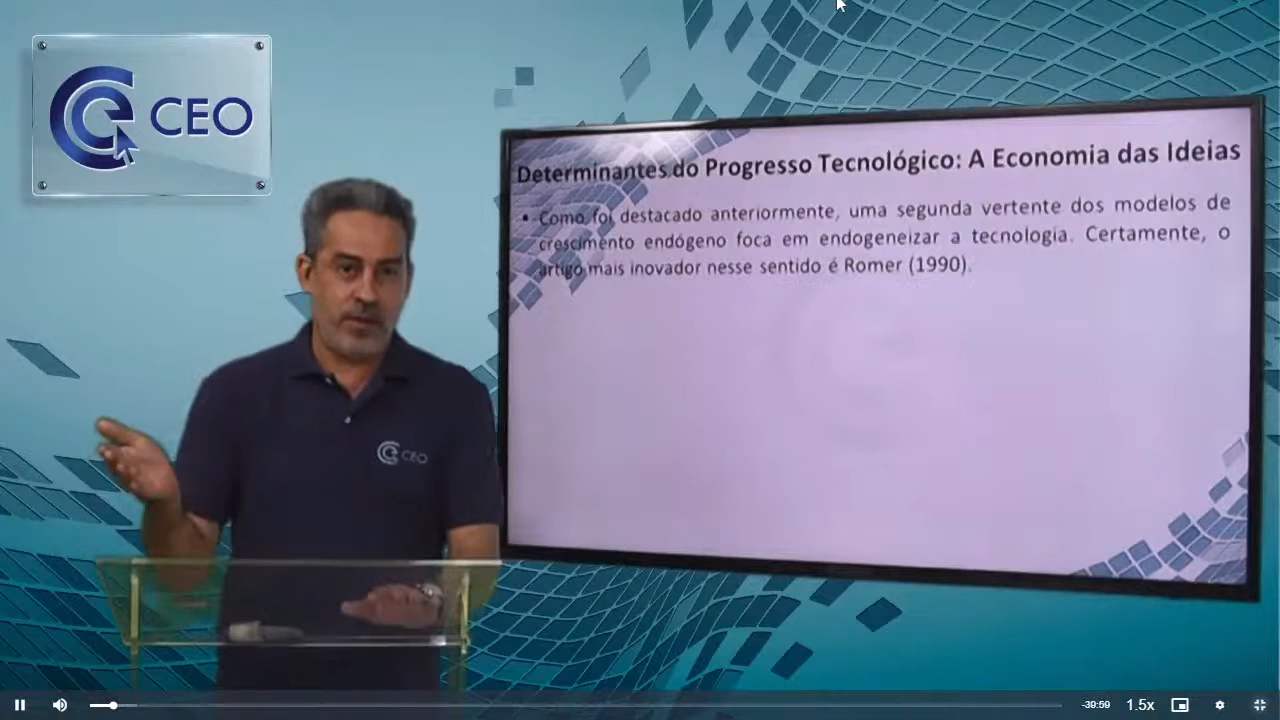 CEO
Determinantes do Progresso Tecnológico: A Economia das Ideias
• Como foi destacado anteriormente, uma segunda vertente dos modelos de
crescimento endógeno foca em endogeneizar a tecnologia. Certamente, o
artigo mais inovador nesse sentido é Romer (1990).
CEO
-39:59 1.5x